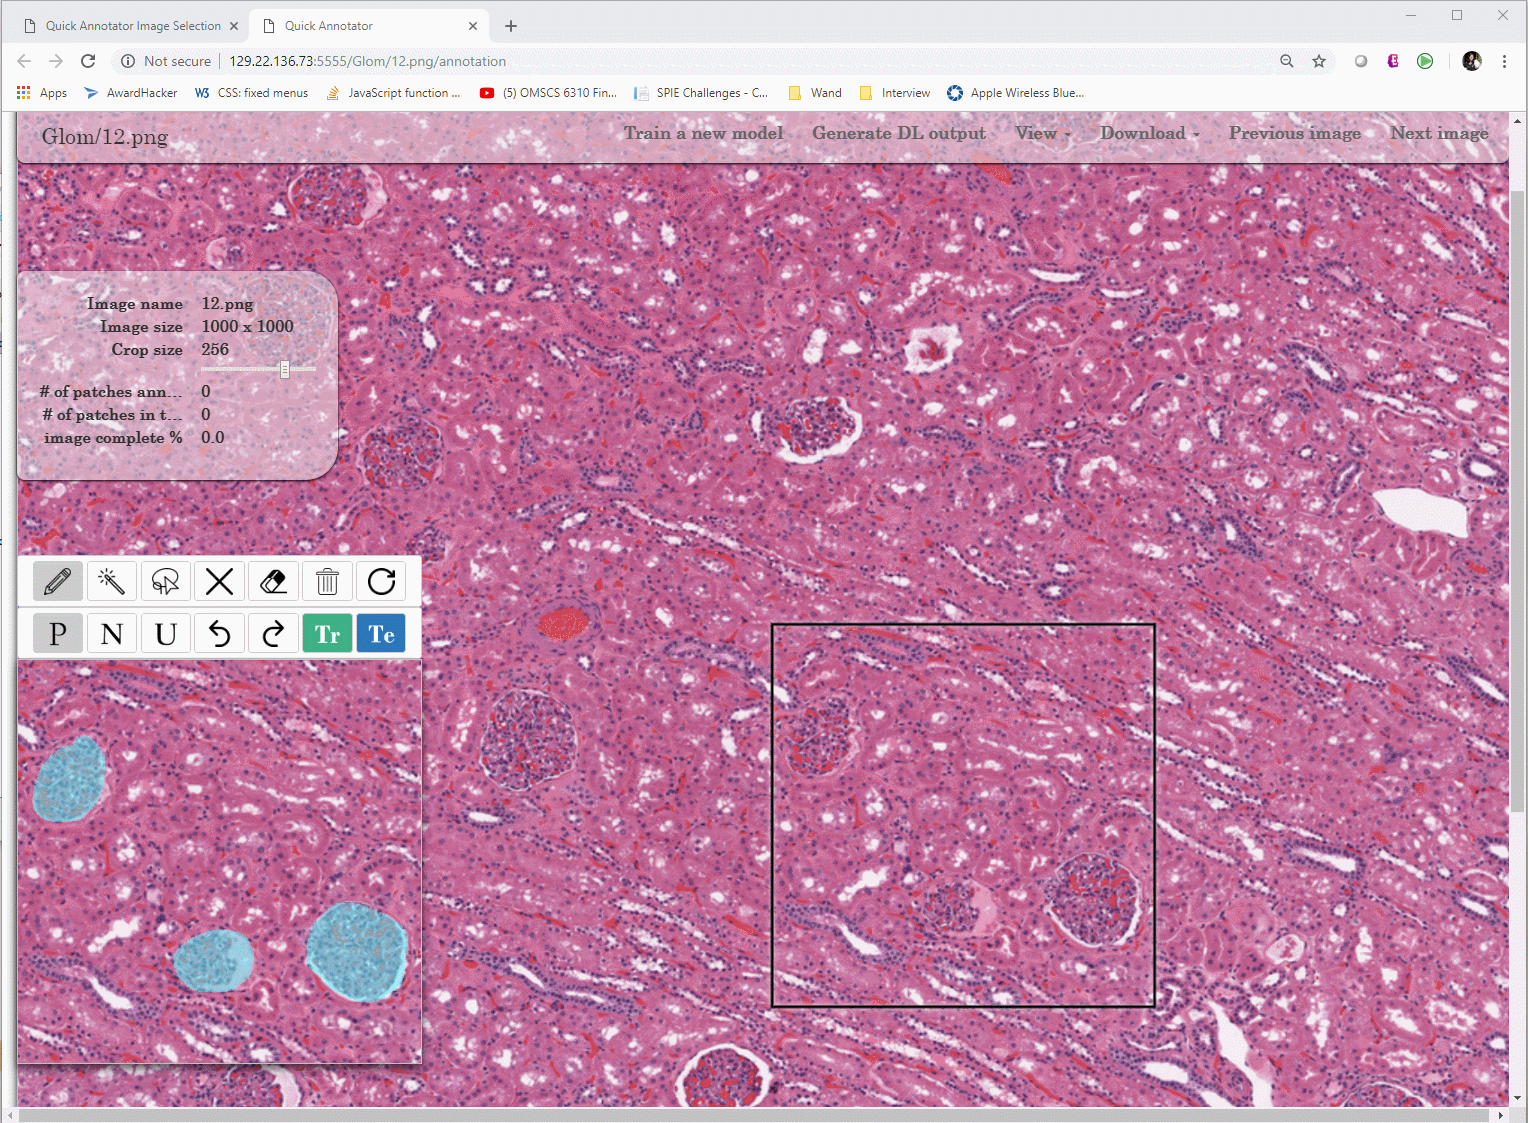 Quick Annotator Image Selection
Quick Annotator
Not secure
129.22.136.73:5555/Glom/12.png/annotation
Apps
AwardHacker
W3 CSS: fixed menus
JavaScript function ...
(5) OMSCS 6310 Fin...
SPIE Challenges - C...
Wand
Interview
Apple Wireless Blue...
Glom/12.png
Train a new model
Generate DL output
View
Download
Previous image
Next image
Image name 12.png
Image size 1000 x 1000
Crop size 256
# of patches ann... 0
# of patches in t... 0
image complete % 0.0
P N U Tr Te